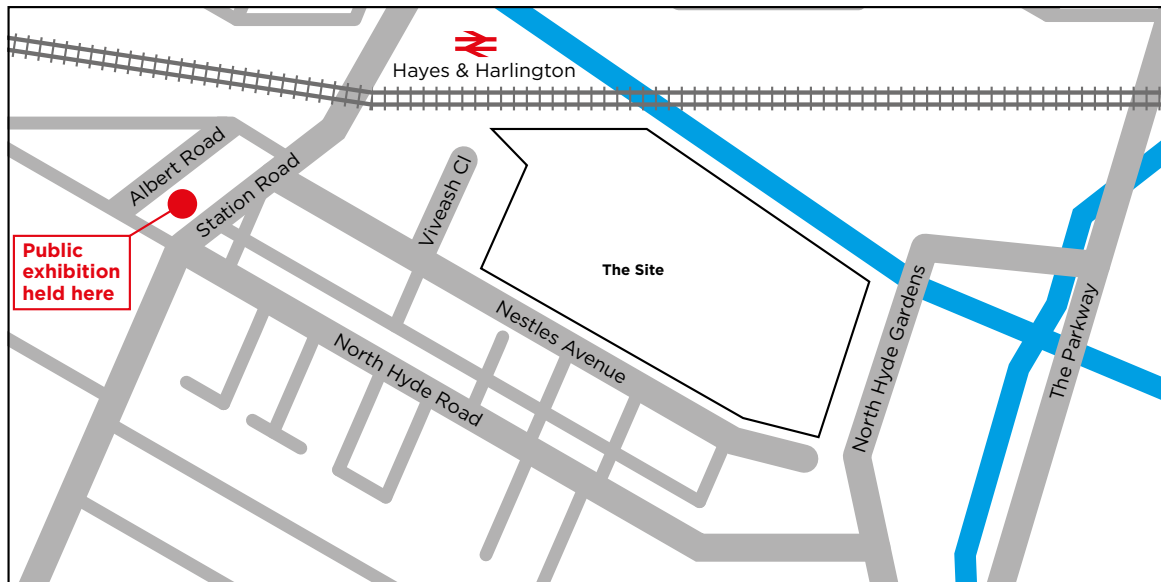 Hayes & Harlington
Albert Road
Station Road
Viveash Cl
Public
exhibition
held here
The Site
Nestles Avenue
North Hyde Road
North Hyde Gardens
The Parkway